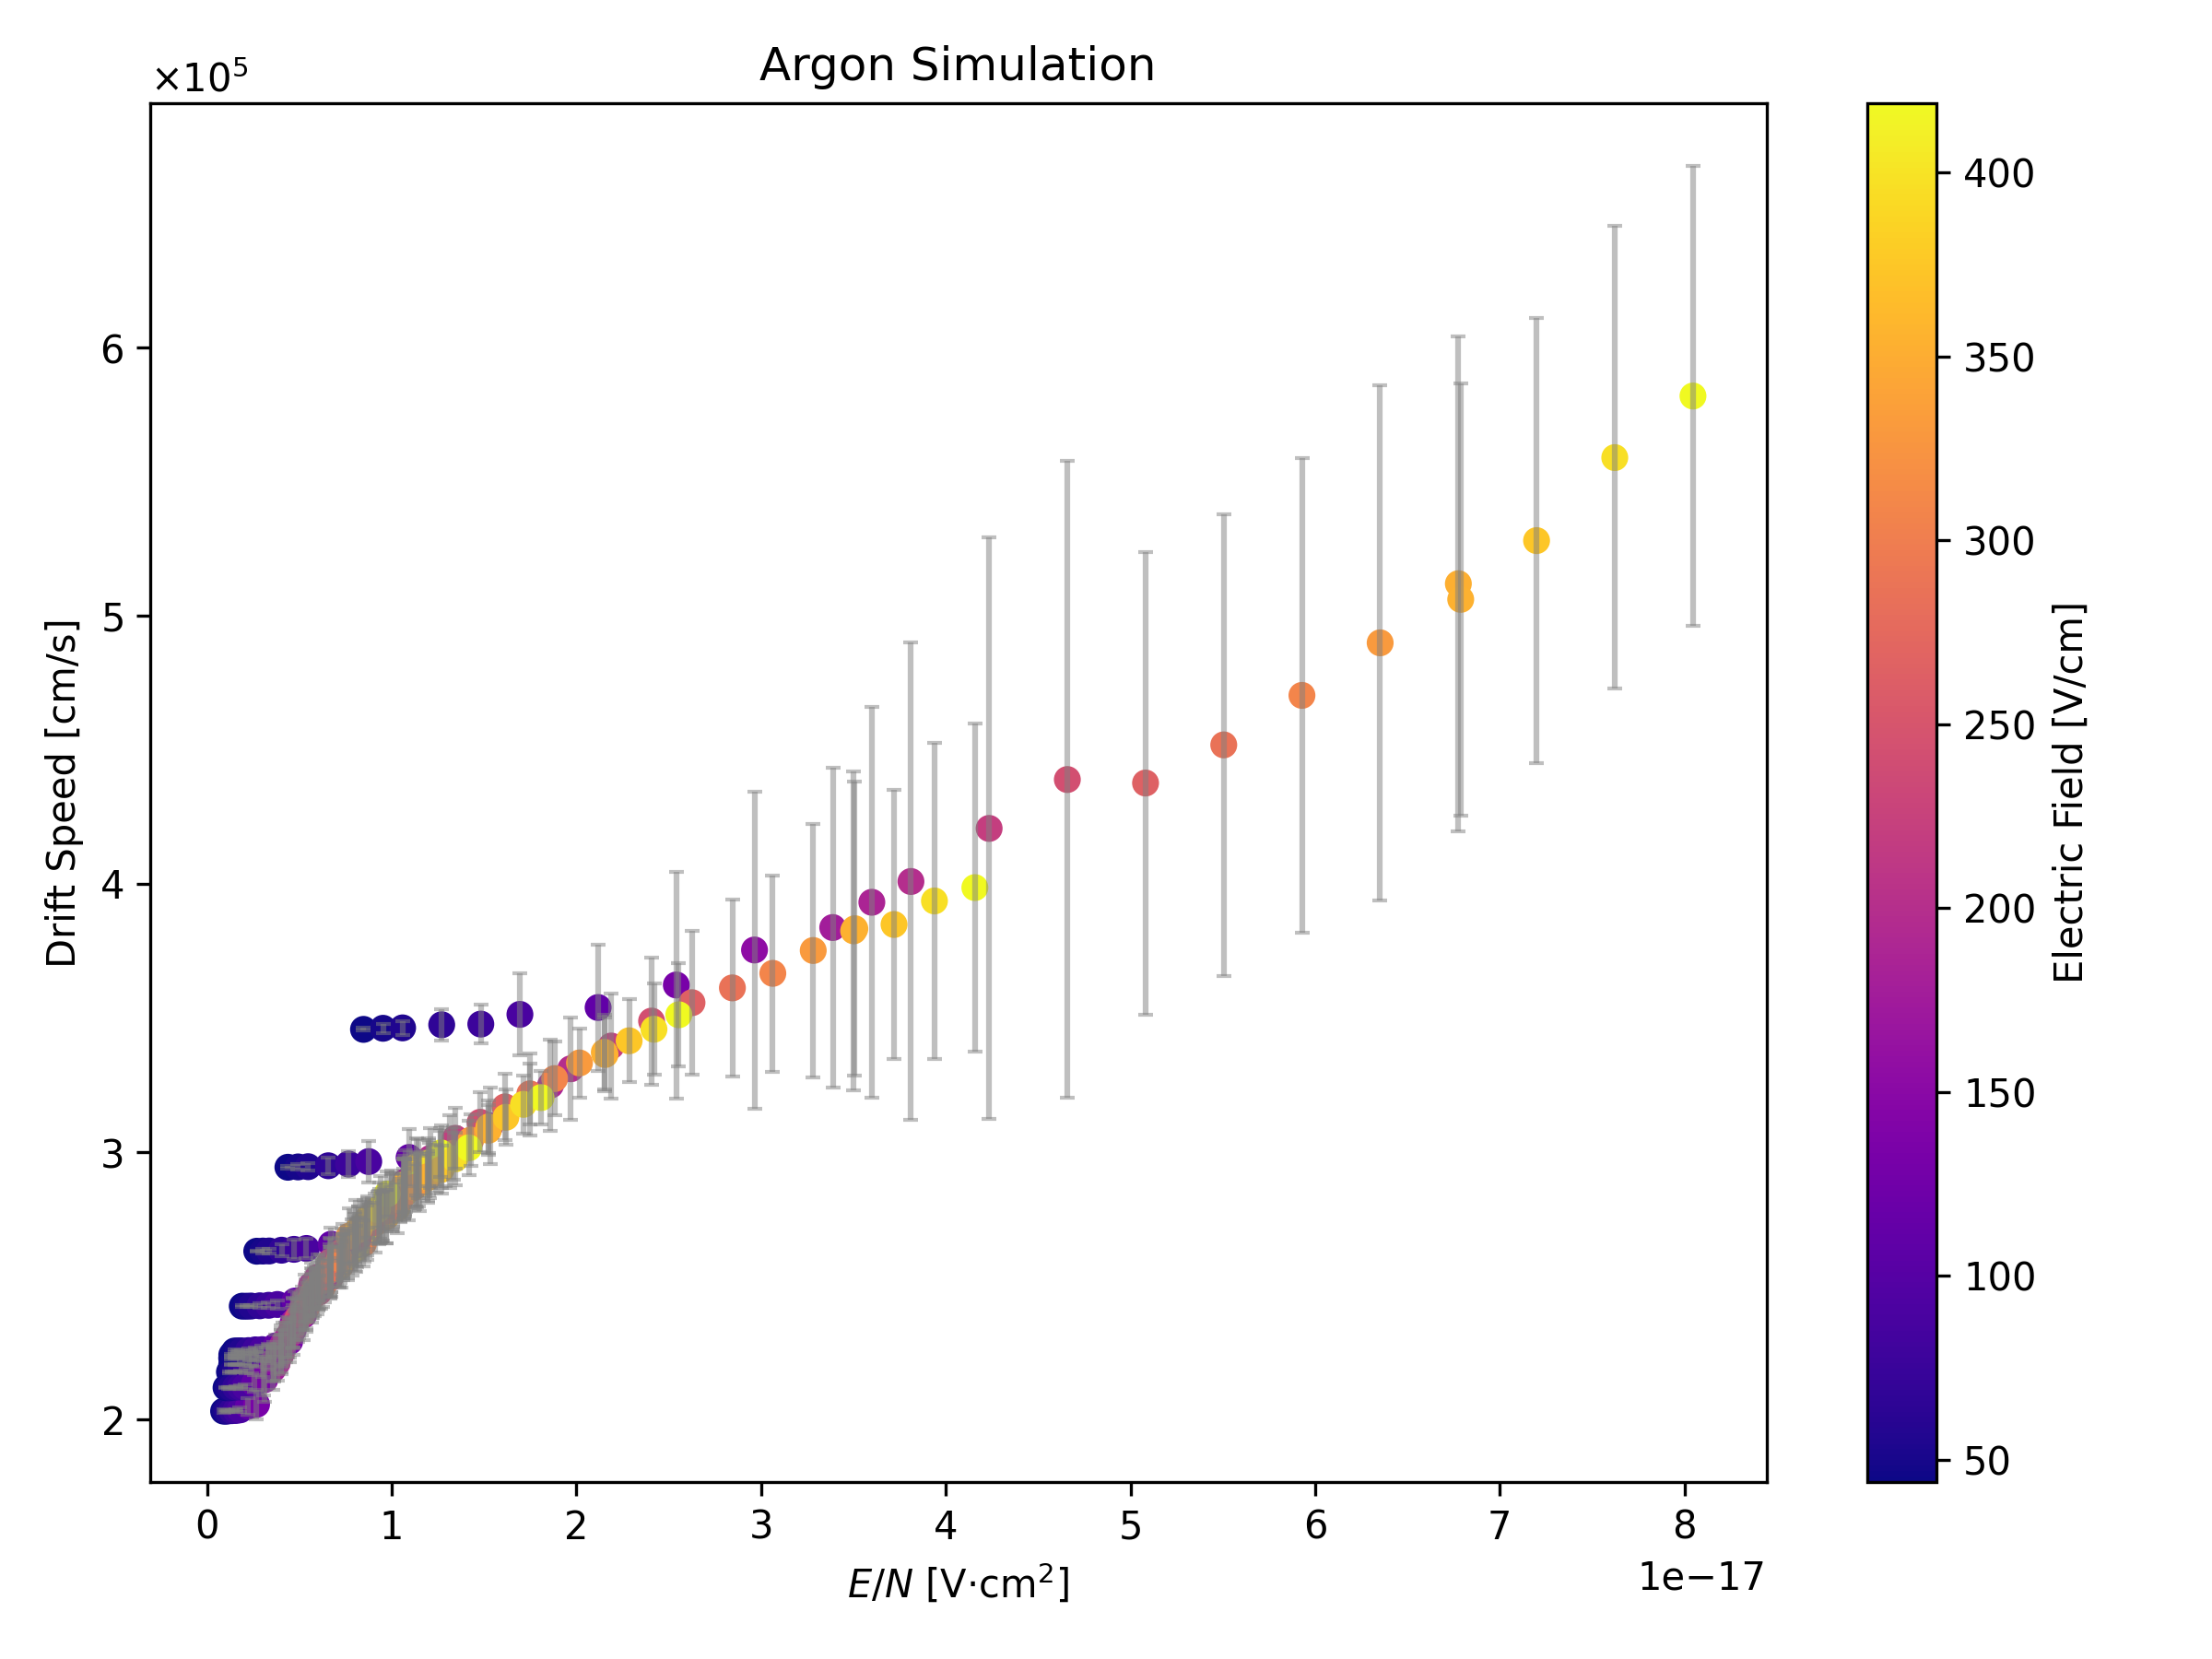 Argon Simulation
×10⁵
6
5
4
3
2
Drift Speed [cm/s]
0 1 2 3 4 5 6 7 8
1e−17
E/N [V·cm²]
400
350
300
250
200
150
100
50
Electric Field [V/cm]